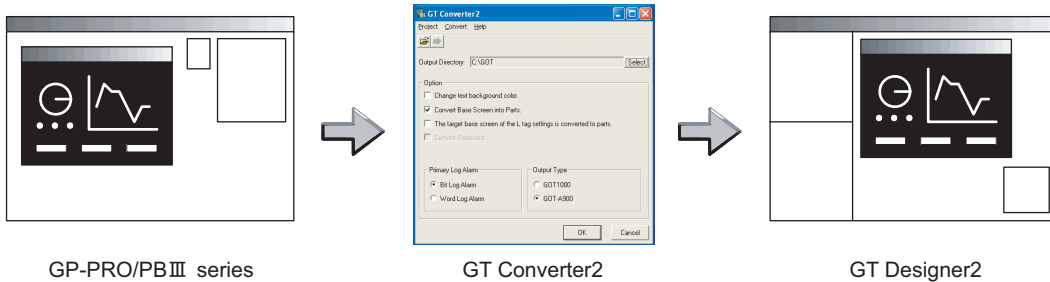 GT Converter2
Project Convert Help
Output Directory: C:\GOT Select
Option
Change text background color.
Convert Base Screen into Parts.
The target base screen of the L tag settings is converted to parts.
Convert Password
Primary Log Alarm
Bit Log Alarm
Word Log Alarm
Output Type
GOT1000
GOT-A900
OK Cancel
GP-PRO/PBⅢ series
GT Converter2
GT Designer2